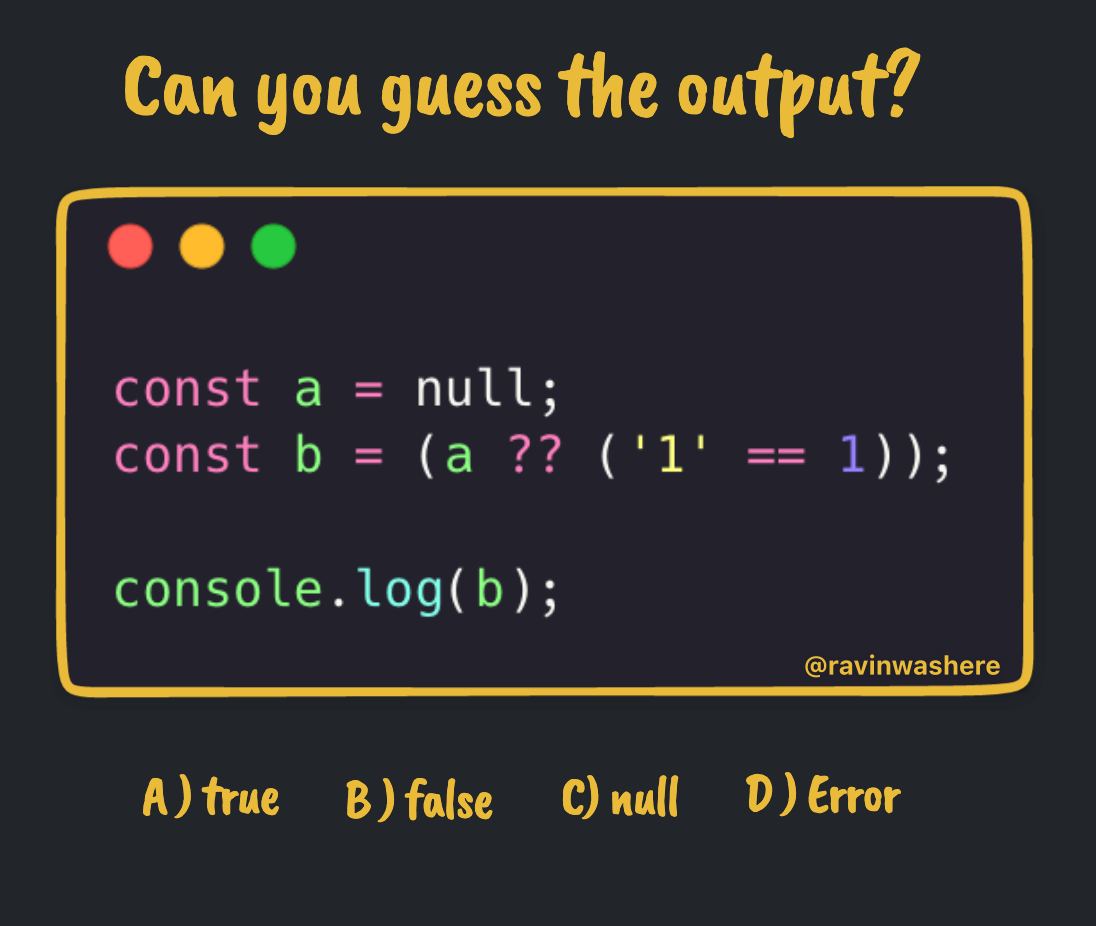 Can you guess the output?
const a = null;
const b = (a ?? ('1' == 1));
console.log(b);
@ravinwashere
A) true B) false C) null D) Error